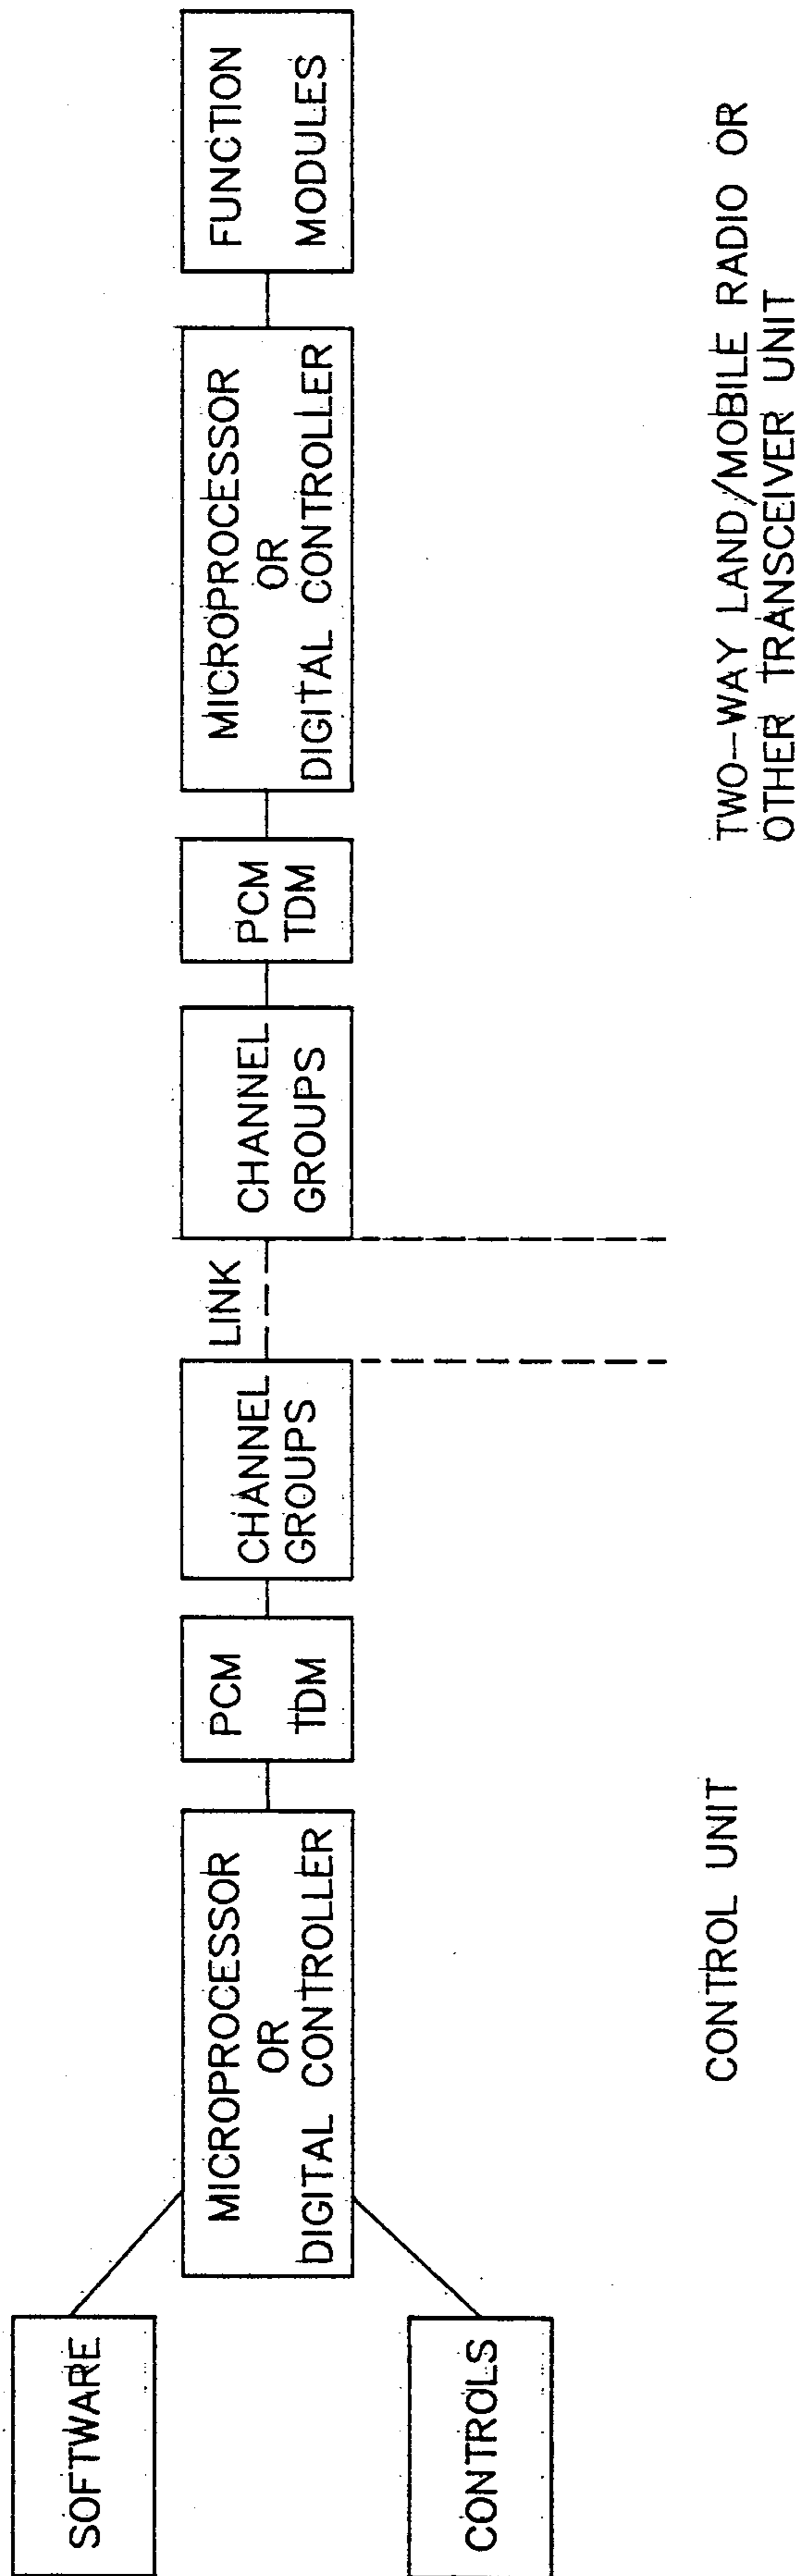 SOFTWARE
CONTROLS
MICROPROCESSOR
OR
DIGITAL CONTROLLER
PCM
TDM
CHANNEL
GROUPS
LINK
CHANNEL
GROUPS
PCM
TDM
MICROPROCESSOR
OR
DIGITAL CONTROLLER
FUNCTION
MODULES
CONTROL UNIT
TWO-WAY LAND/MOBILE RADIO OR
OTHER TRANSCEIVER UNIT